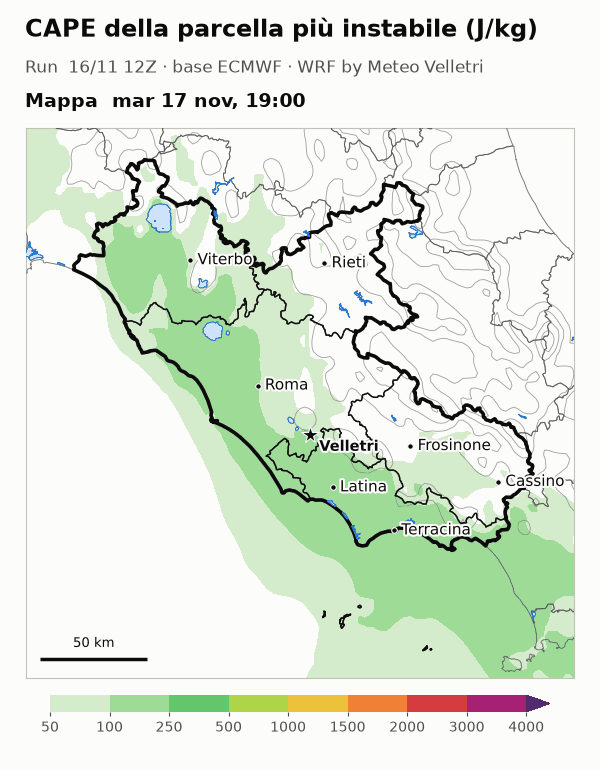 CAPE della parcella più instabile (J/kg)
Run  16/11 12Z · base ECMWF · WRF by Meteo Velletri
Mappa  mar 17 nov, 19:00
Viterbo
Rieti
Roma
Velletri
Frosinone
Latina
Cassino
Terracina
50 km
50 100 250 500 1000 1500 2000 3000 4000